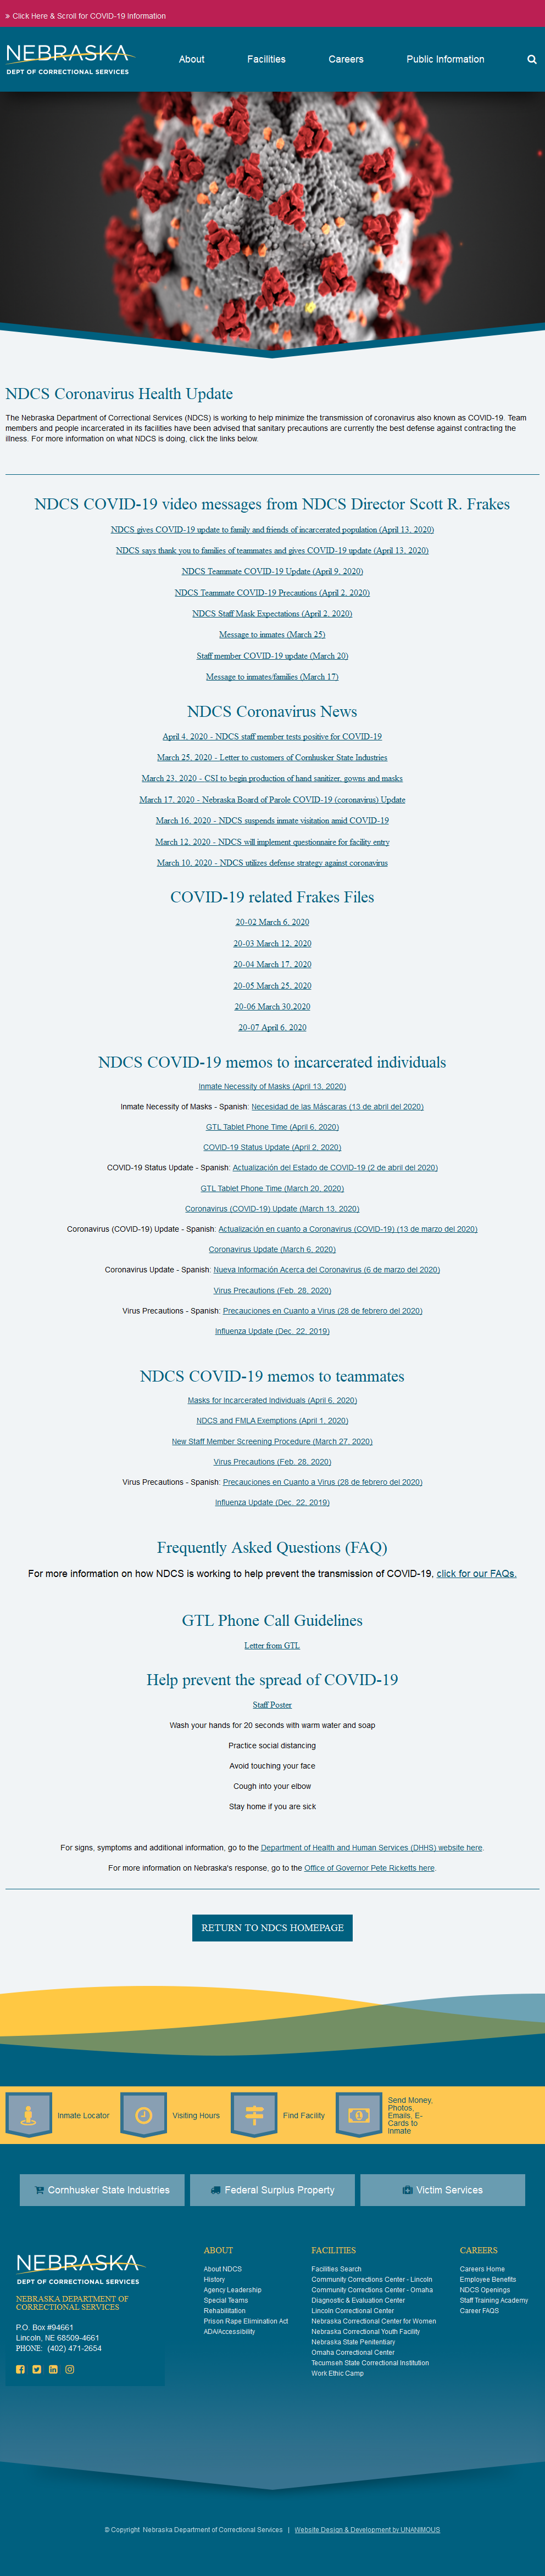 » Click Here & Scroll for COVID-19 Information
NEBRASKA
DEPT OF CORRECTIONAL SERVICES
About
Facilities
Careers
Public Information
NDCS Coronavirus Health Update
The Nebraska Department of Correctional Services (NDCS) is working to help minimize the transmission of coronavirus also known as COVID-19. Team
members and people incarcerated in its facilities have been advised that sanitary precautions are currently the best defense against contracting the
illness. For more information on what NDCS is doing, click the links below.
NDCS COVID-19 video messages from NDCS Director Scott R. Frakes
NDCS gives COVID-19 update to family and friends of incarcerated population (April 13, 2020)
NDCS says thank you to families of teammates and gives COVID-19 update (April 13, 2020)
NDCS Teammate COVID-19 Update (April 9, 2020)
NDCS Teammate COVID-19 Precautions (April 2, 2020)
NDCS Staff Mask Expectations (April 2, 2020)
Message to inmates (March 25)
Staff member COVID-19 update (March 20)
Message to inmates/families (March 17)
NDCS Coronavirus News
April 4, 2020 - NDCS staff member tests positive for COVID-19
March 25, 2020 - Letter to customers of Cornhusker State Industries
March 23, 2020 - CSI to begin production of hand sanitizer, gowns and masks
March 17, 2020 - Nebraska Board of Parole COVID-19 (coronavirus) Update
March 16, 2020 - NDCS suspends inmate visitation amid COVID-19
March 12, 2020 - NDCS will implement questionnaire for facility entry
March 10, 2020 - NDCS utilizes defense strategy against coronavirus
COVID-19 related Frakes Files
20-02 March 6, 2020
20-03 March 12, 2020
20-04 March 17, 2020
20-05 March 25, 2020
20-06 March 30,2020
20-07 April 6, 2020
NDCS COVID-19 memos to incarcerated individuals
Inmate Necessity of Masks (April 13, 2020)
Inmate Necessity of Masks - Spanish: Necesidad de las Máscaras (13 de abril del 2020)
GTL Tablet Phone Time (April 6, 2020)
COVID-19 Status Update (April 2, 2020)
COVID-19 Status Update - Spanish: Actualización del Estado de COVID-19 (2 de abril del 2020)
GTL Tablet Phone Time (March 20, 2020)
Coronavirus (COVID-19) Update (March 13, 2020)
Coronavirus (COVID-19) Update - Spanish: Actualización en cuanto a Coronavirus (COVID-19) (13 de marzo del 2020)
Coronavirus Update (March 6, 2020)
Coronavirus Update - Spanish: Nueva Información Acerca del Coronavirus (6 de marzo del 2020)
Virus Precautions (Feb. 28, 2020)
Virus Precautions - Spanish: Precauciones en Cuanto a Virus (28 de febrero del 2020)
Influenza Update (Dec. 22, 2019)
NDCS COVID-19 memos to teammates
Masks for Incarcerated Individuals (April 6, 2020)
NDCS and FMLA Exemptions (April 1, 2020)
New Staff Member Screening Procedure (March 27, 2020)
Virus Precautions (Feb. 28, 2020)
Virus Precautions - Spanish: Precauciones en Cuanto a Virus (28 de febrero del 2020)
Influenza Update (Dec. 22, 2019)
Frequently Asked Questions (FAQ)
For more information on how NDCS is working to help prevent the transmission of COVID-19, click for our FAQs.
GTL Phone Call Guidelines
Letter from GTL
Help prevent the spread of COVID-19
Staff Poster
Wash your hands for 20 seconds with warm water and soap
Practice social distancing
Avoid touching your face
Cough into your elbow
Stay home if you are sick
For signs, symptoms and additional information, go to the Department of Health and Human Services (DHHS) website here.
For more information on Nebraska's response, go to the Office of Governor Pete Ricketts here.
RETURN TO NDCS HOMEPAGE
Inmate Locator
Visiting Hours
Find Facility
Send Money,
Photos,
Emails, E-
Cards to
Inmate
Cornhusker State Industries
Federal Surplus Property
Victim Services
NEBRASKA
DEPT OF CORRECTIONAL SERVICES
NEBRASKA DEPARTMENT OF
CORRECTIONAL SERVICES
P.O. Box #94661
Lincoln, NE 68509-4661
PHONE: (402) 471-2654
ABOUT
About NDCS
History
Agency Leadership
Special Teams
Rehabilitation
Prison Rape Elimination Act
ADA/Accessibility
FACILITIES
Facilities Search
Community Corrections Center - Lincoln
Community Corrections Center - Omaha
Diagnostic & Evaluation Center
Lincoln Correctional Center
Nebraska Correctional Center for Women
Nebraska Correctional Youth Facility
Nebraska State Penitentiary
Omaha Correctional Center
Tecumseh State Correctional Institution
Work Ethic Camp
CAREERS
Careers Home
Employee Benefits
NDCS Openings
Staff Training Academy
Career FAQS
© Copyright Nebraska Department of Correctional Services | Website Design & Development by UNANIMOUS